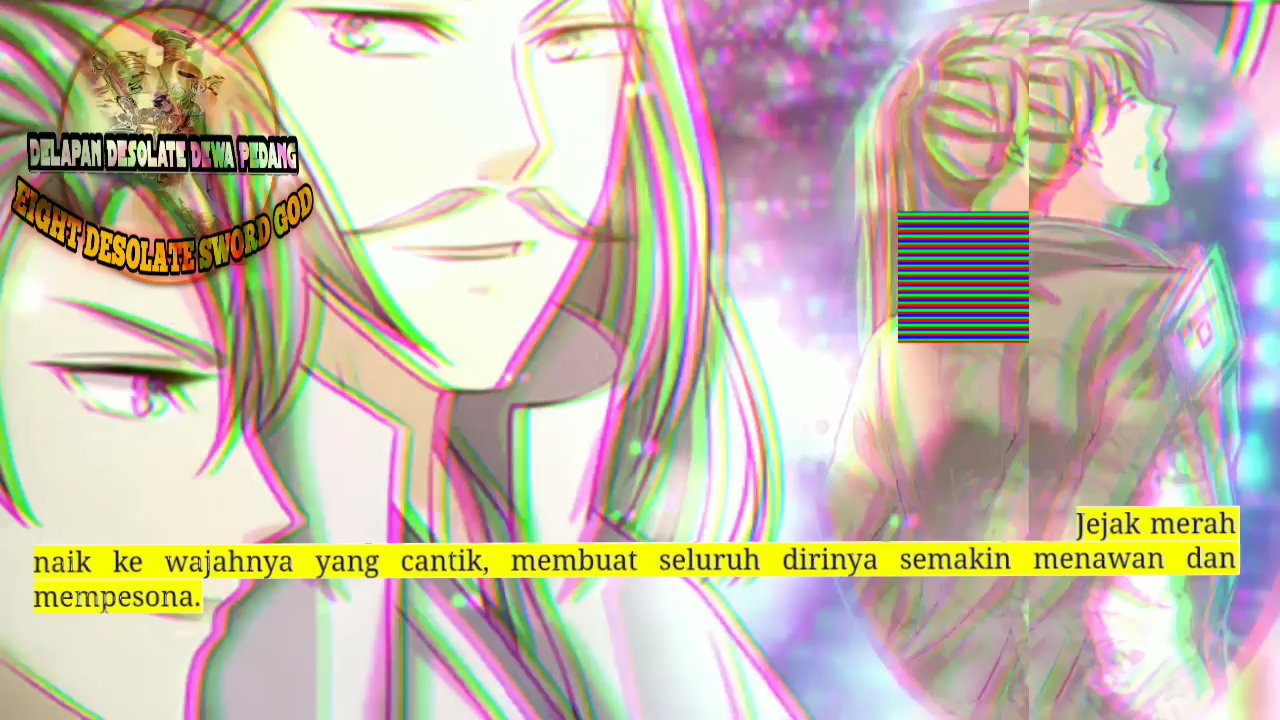 DELAPAN DESOLATE DEWA PEDANG
EIGHT DESOLATE SWORD GOD
Jejak merah
naik ke wajahnya yang cantik, membuat seluruh dirinya semakin menawan dan
mempesona.